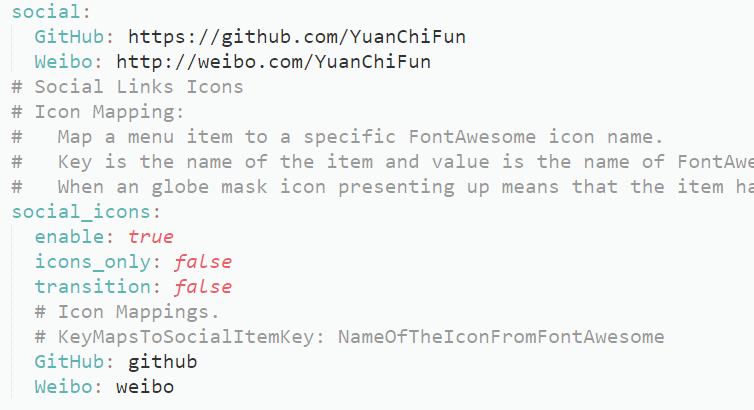 social:
  GitHub: https://github.com/YuanChiFun
  Weibo: http://weibo.com/YuanChiFun
# Social Links Icons
# Icon Mapping:
#   Map a menu item to a specific FontAwesome icon name.
#   Key is the name of the item and value is the name of FontAwe
#   When an globe mask icon presenting up means that the item ha
social_icons:
  enable: true
  icons_only: false
  transition: false
  # Icon Mappings.
  # KeyMapsToSocialItemKey: NameOfTheIconFromFontAwesome
  GitHub: github
  Weibo: weibo